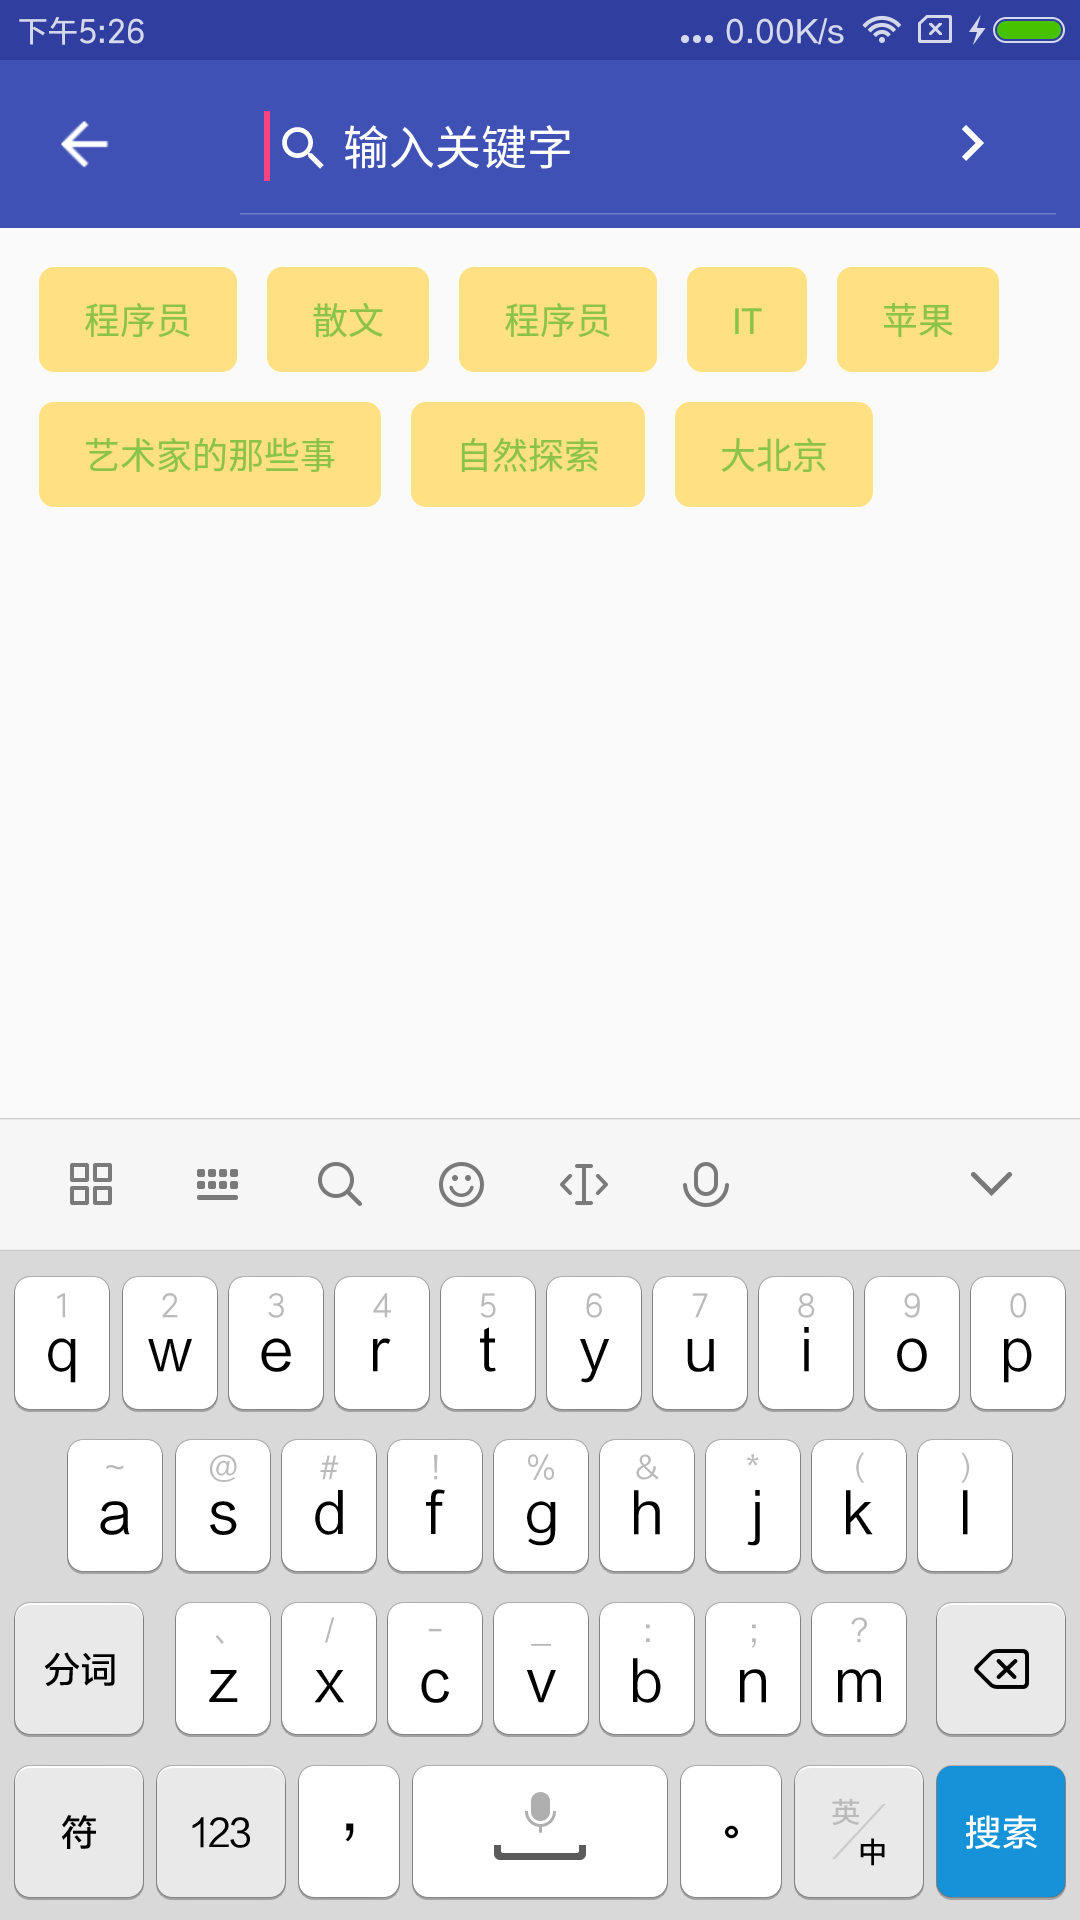 下午5:26 ... 0.00K/s
输入关键字
程序员 散文 程序员 IT 苹果
艺术家的那些事 自然探索 大北京
1 2 3 4 5 6 7 8 9 0
q w e r t y u i o p
~ @ # ! % & * ( )
a s d f g h j k l
、 / - _ : ; ?
分词 z x c v b n m
符 123 , 。 英/中 搜索